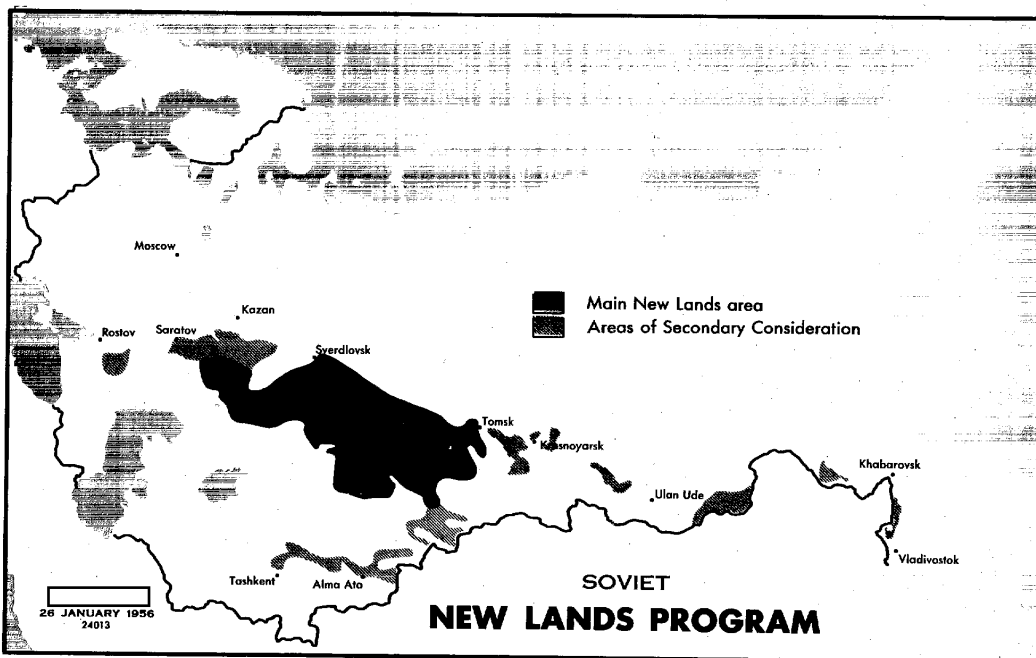 Moscow
Kazan
Rostov
Saratov
Sverdlovsk
Main New Lands area
Areas of Secondary Consideration
Tomsk
Krasnoyarsk
Khabarovsk
Ulan Ude
Vladivostok
Tashkent
Alma Ata
26 JANUARY 1956
24013
SOVIET
NEW LANDS PROGRAM